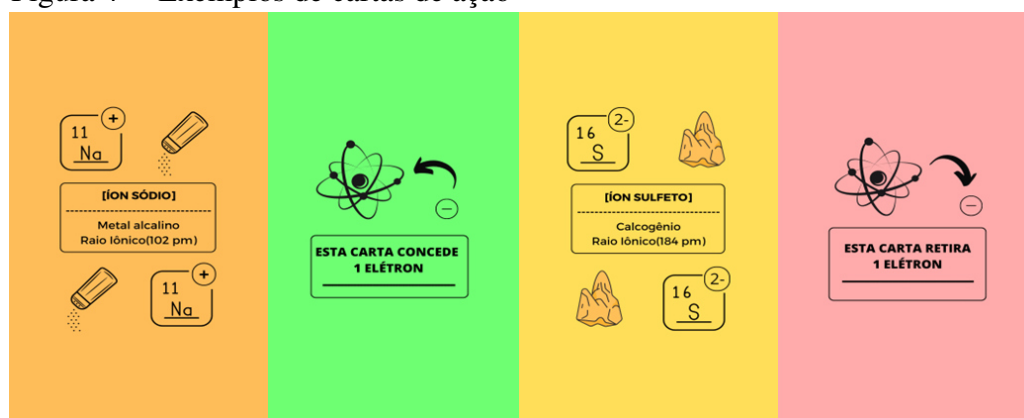 11 +
Na
[ÍON SÓDIO]
Metal alcalino
Raio Iônico(102 pm)
11 +
Na
−
ESTA CARTA CONCEDE
1 ELÉTRON
16 2-
S
[ÍON SULFETO]
Calcogênio
Raio Iônico(184 pm)
16 2-
S
−
ESTA CARTA RETIRA
1 ELÉTRON